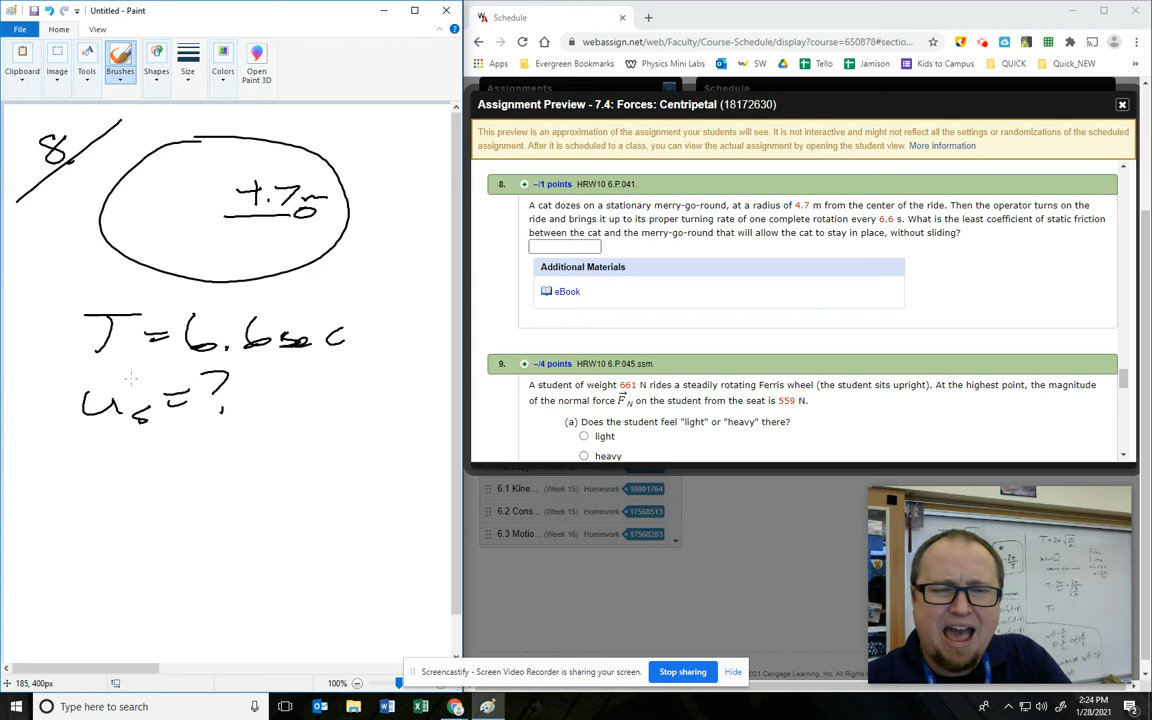 Untitled - Paint
File
Home
View
Clipboard
Image
Tools
Brushes
Shapes
Size
Colors
Open
Paint 3D
8
4.7m
T = 6.6 sec
us = ?
185, 400px
100%
Schedule
webassign.net/web/Faculty/Course-Schedule/display?course=650878#sectio...
Apps
Evergreen Bookmarks
Physics Mini Labs
SW
Tello
Jamison
Kids to Campus
QUICK
Quick_NEW
Assignments
Schedule
Assignment Preview - 7.4: Forces: Centripetal (18172630)
This preview is an approximation of the assignment your students will see. It is not interactive and might not reflect all the settings or randomizations of the scheduled
assignment. After it is scheduled to a class, you can view the actual assignment by opening the student view. More information
8. –/1 points HRW10 6.P.041.
A cat dozes on a stationary merry-go-round, at a radius of 4.7 m from the center of the ride. Then the operator turns on the
ride and brings it up to its proper turning rate of one complete rotation every 6.6 s. What is the least coefficient of static friction
between the cat and the merry-go-round that will allow the cat to stay in place, without sliding?
Additional Materials
eBook
9. –/4 points HRW10 6.P.045.ssm.
A student of weight 661 N rides a steadily rotating Ferris wheel (the student sits upright). At the highest point, the magnitude
of the normal force F⃗N on the student from the seat is 559 N.
(a) Does the student feel "light" or "heavy" there?
light
heavy
6.1 Kine... (Week 15) Homework 18001764
6.2 Cons... (Week 15) Homework 17568513
6.3 Motio... (Week 16) Homework 17568283
Screencastify - Screen Video Recorder is sharing your screen.
Stop sharing
Hide
2021 Cengage Learning, Inc. All Rights
Type here to search
2:24 PM
1/28/2021